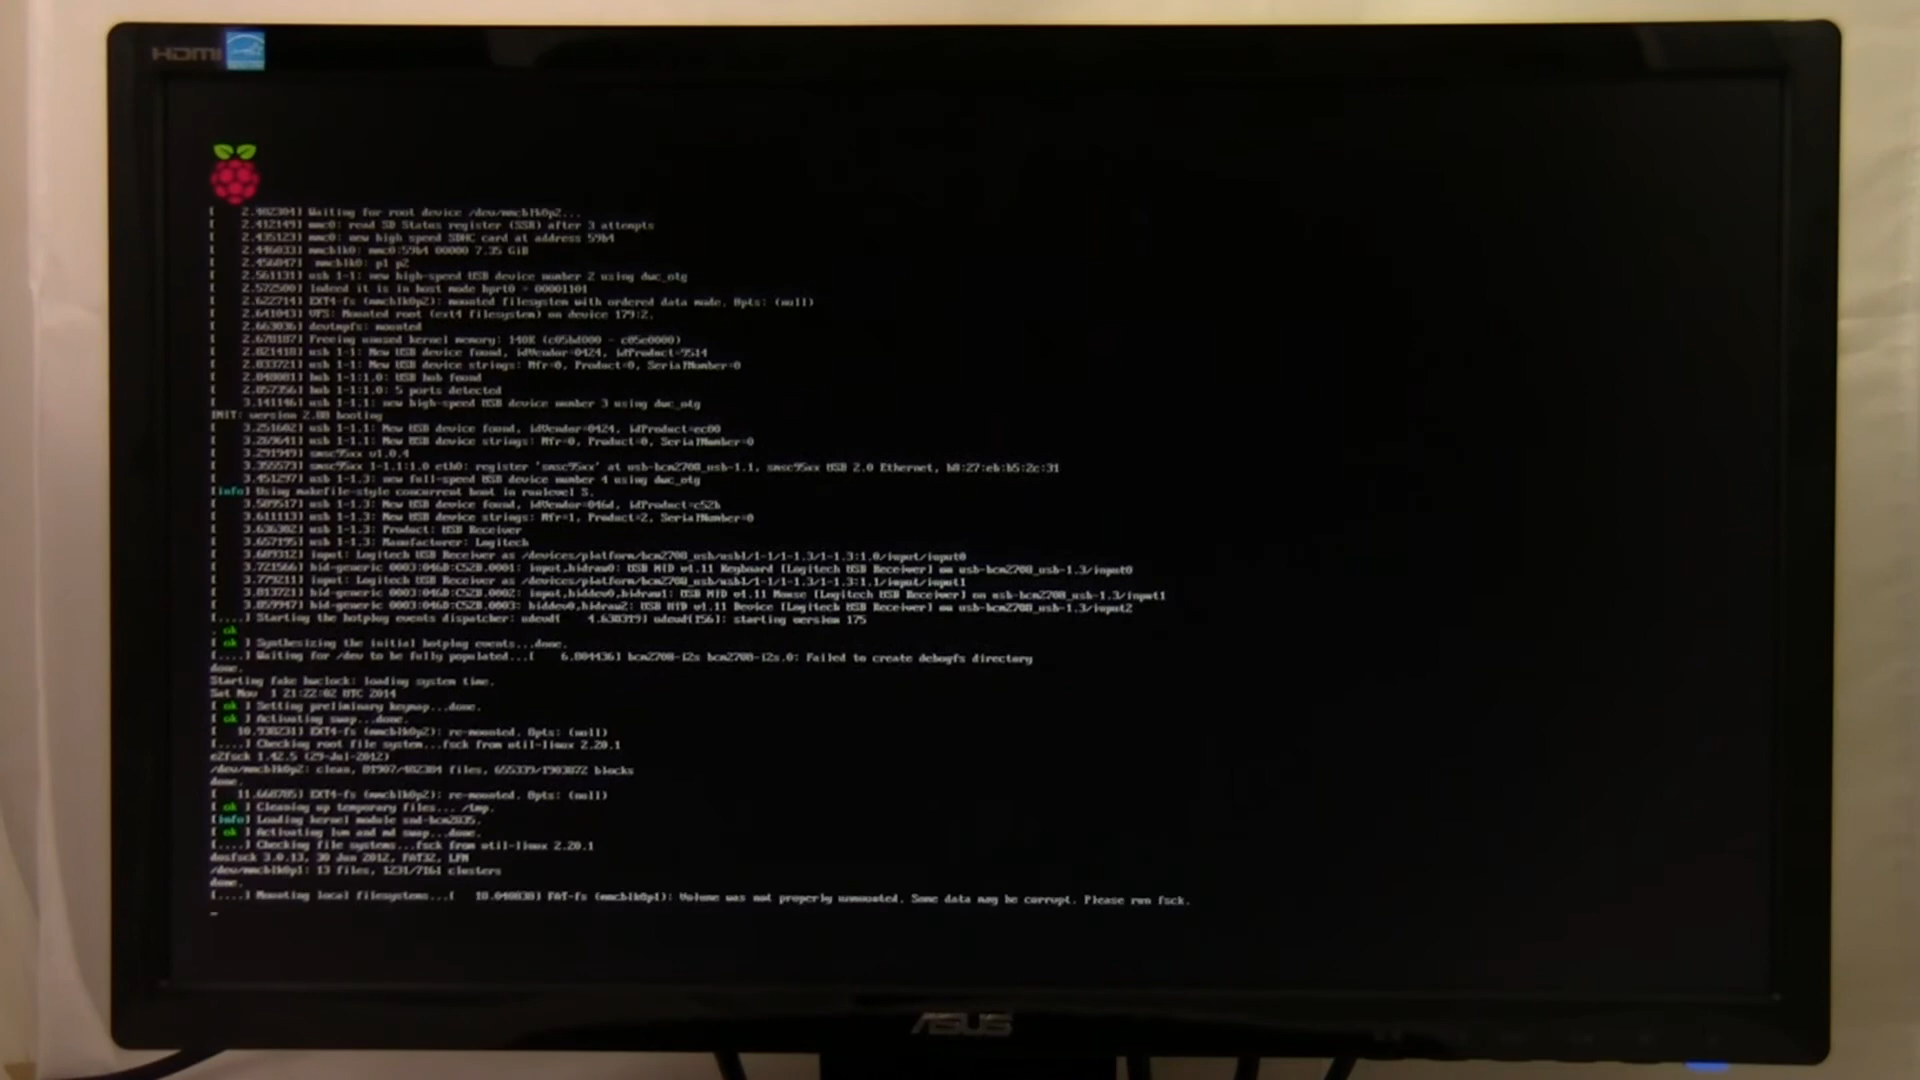 HDMI
[ 2.402304] Waiting for root device /dev/mmcblk0p2...
[ 2.412149] mmc0: read SD Status register (SSR) after 3 attempts
[ 2.435123] mmc0: new high speed SDHC card at address 59b4
[ 2.446033] mmcblk0: mmc0:59b4 00000 7.35 GiB
[ 2.456047] mmcblk0: p1 p2
[ 2.561131] usb 1-1: new high-speed USB device number 2 using dwc_otg
[ 2.572500] Indeed it is in host mode hprt0 = 00001101
[ 2.622714] EXT4-fs (mmcblk0p2): mounted filesystem with ordered data mode. Opts: (null)
[ 2.641043] VFS: Mounted root (ext4 filesystem) on device 179:2.
[ 2.663036] devtmpfs: mounted
[ 2.670107] Freeing unused kernel memory: 140K (c05bd000 - c05e0000)
[ 2.821418] usb 1-1: New USB device found, idVendor=0424, idProduct=9514
[ 2.833721] usb 1-1: New USB device strings: Mfr=0, Product=0, SerialNumber=0
[ 2.848081] hub 1-1:1.0: USB hub found
[ 2.857356] hub 1-1:1.0: 5 ports detected
[ 3.141146] usb 1-1.1: new high-speed USB device number 3 using dwc_otg
INIT: version 2.88 booting
[ 3.251602] usb 1-1.1: New USB device found, idVendor=0424, idProduct=ec00
[ 3.269641] usb 1-1.1: New USB device strings: Mfr=0, Product=0, SerialNumber=0
[ 3.291949] smsc95xx v1.0.4
[ 3.355573] smsc95xx 1-1.1:1.0 eth0: register 'smsc95xx' at usb-bcm2708_usb-1.1, smsc95xx USB 2.0 Ethernet, b8:27:eb:b5:2c:31
[ 3.451297] usb 1-1.3: new full-speed USB device number 4 using dwc_otg
[info] Using makefile-style concurrent boot in runlevel S.
[ 3.589517] usb 1-1.3: New USB device found, idVendor=046d, idProduct=c52b
[ 3.611113] usb 1-1.3: New USB device strings: Mfr=1, Product=2, SerialNumber=0
[ 3.636302] usb 1-1.3: Product: USB Receiver
[ 3.657195] usb 1-1.3: Manufacturer: Logitech
[ 3.689312] input: Logitech USB Receiver as /devices/platform/bcm2708_usb/usb1/1-1/1-1.3/1-1.3:1.0/input/input0
[ 3.721566] hid-generic 0003:046D:C52B.0001: input,hidraw0: USB HID v1.11 Keyboard [Logitech USB Receiver] on usb-bcm2708_usb-1.3/input0
[ 3.779211] input: Logitech USB Receiver as /devices/platform/bcm2708_usb/usb1/1-1/1-1.3/1-1.3:1.1/input/input1
[ 3.813721] hid-generic 0003:046D:C52B.0002: input,hiddev0,hidraw1: USB HID v1.11 Mouse [Logitech USB Receiver] on usb-bcm2708_usb-1.3/input1
[ 3.859947] hid-generic 0003:046D:C52B.0003: hiddev0,hidraw2: USB HID v1.11 Device [Logitech USB Receiver] on usb-bcm2708_usb-1.3/input2
[....] Starting the hotplug events dispatcher: udevd[ 4.630319] udevd[156]: starting version 175
. ok
[ ok ] Synthesizing the initial hotplug events...done.
[....] Waiting for /dev to be fully populated...[ 6.804436] bcm2708-i2s bcm2708-i2s.0: Failed to create debugfs directory
done.
Starting fake hwclock: loading system time.
Sat Nov 1 21:22:02 UTC 2014
[ ok ] Setting preliminary keymap...done.
[ ok ] Activating swap...done.
[ 10.938231] EXT4-fs (mmcblk0p2): re-mounted. Opts: (null)
[....] Checking root file system...fsck from util-linux 2.20.1
e2fsck 1.42.5 (29-Jul-2012)
/dev/mmcblk0p2: clean, 81907/482384 files, 655339/1903872 blocks
done.
[ 11.668705] EXT4-fs (mmcblk0p2): re-mounted. Opts: (null)
[ ok ] Cleaning up temporary files... /tmp.
[info] Loading kernel module snd-bcm2835.
[ ok ] Activating lvm and md swap...done.
[....] Checking file systems...fsck from util-linux 2.20.1
dosfsck 3.0.13, 30 Jun 2012, FAT32, LFN
/dev/mmcblk0p1: 13 files, 1231/7161 clusters
done.
[....] Mounting local filesystems...[ 18.040838] FAT-fs (mmcblk0p1): Volume was not properly unmounted. Some data may be corrupt. Please run fsck.
ASUS